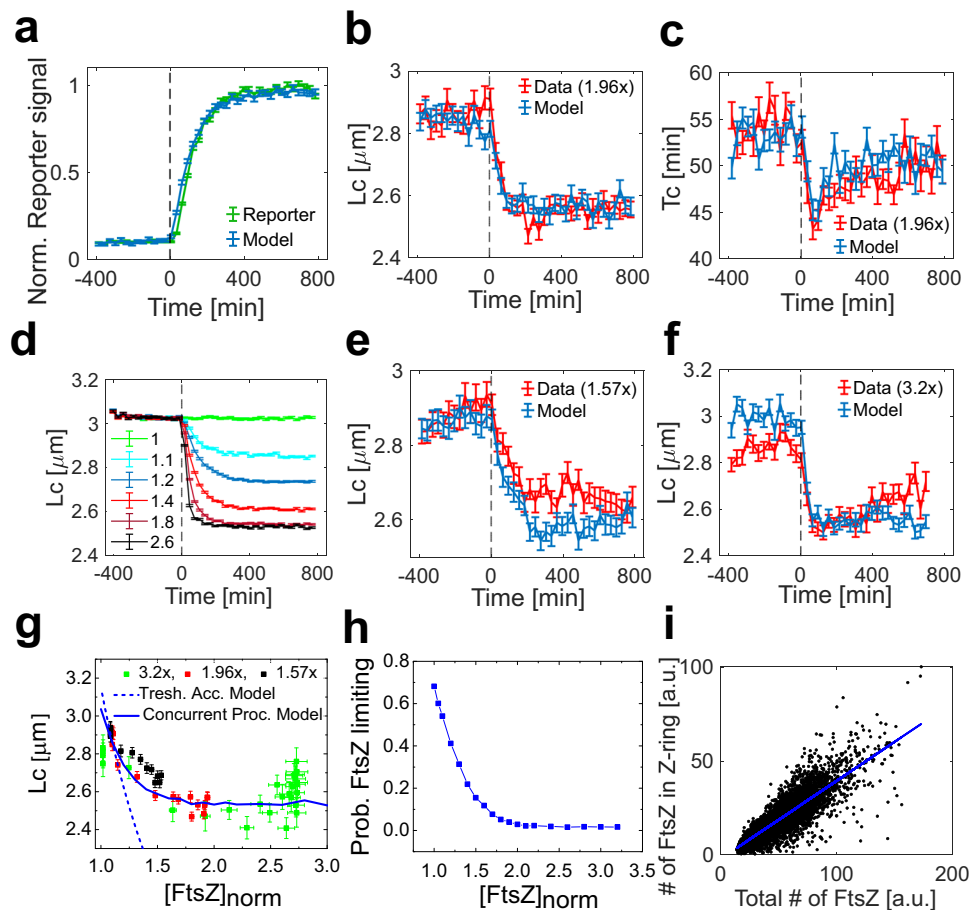 a
Norm. Reporter signal
1
0.5
0
Reporter
Model
-400 0 400 800
Time [min]
b
Lc [μm]
3
2.8
2.6
2.4
Data (1.96x)
Model
-400 0 400 800
Time [min]
c
Tc [min]
60
55
50
45
40
Data (1.96x)
Model
-400 0 400 800
Time [min]
d
Lc [μm]
3.2
3.0
2.8
2.6
2.4
1
1.1
1.2
1.4
1.8
2.6
-400 0 400 800
Time [min]
e
Lc [μm]
3.0
2.8
2.6
Data (1.57x)
Model
-400 0 400 800
Time [min]
f
Lc [μm]
3.2
3.0
2.8
2.6
2.4
Data (3.2x)
Model
-400 0 400 800
Time [min]
g
Lc [μm]
3.2
3.0
2.8
2.6
2.4
3.2x, 1.96x, 1.57x
Tresh. Acc. Model
Concurrent Proc. Model
1.0 1.5 2.0 2.5 3.0
[FtsZ]norm
h
Prob. FtsZ limiting
0.8
0.6
0.4
0.2
0.0
1.0 1.5 2.0 2.5 3.0 3.5
[FtsZ]norm
i
# of FtsZ in Z-ring [a.u.]
100
50
0
0 100 200
Total # of FtsZ [a.u.]